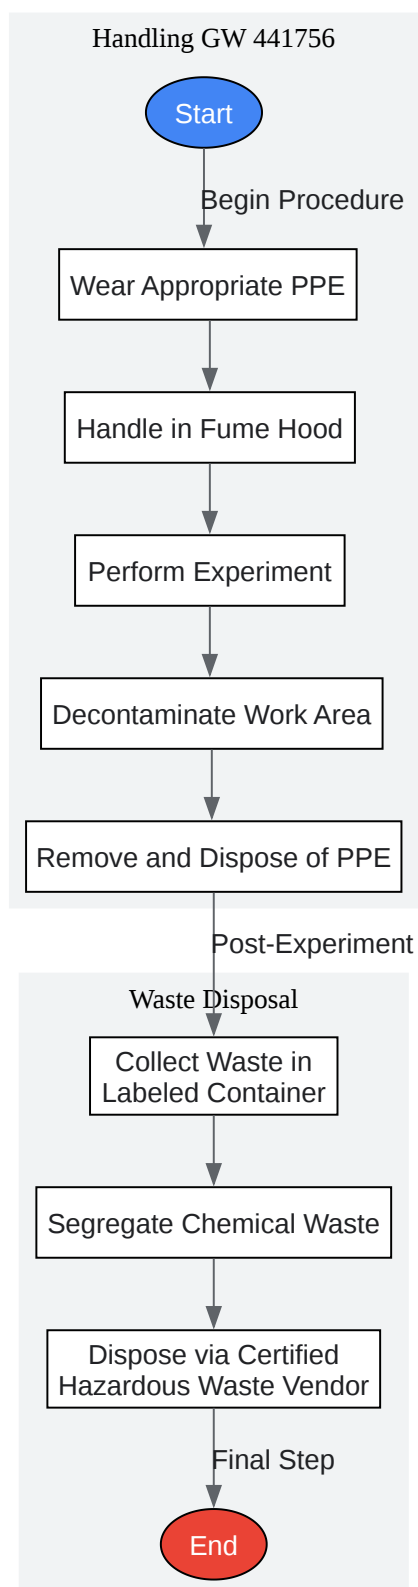 Handling GW 441756
Start
Begin Procedure
Wear Appropriate PPE
Handle in Fume Hood
Perform Experiment
Decontaminate Work Area
Remove and Dispose of PPE
Post-Experiment
Waste Disposal
Collect Waste in
Labeled Container
Segregate Chemical Waste
Dispose via Certified
Hazardous Waste Vendor
Final Step
End